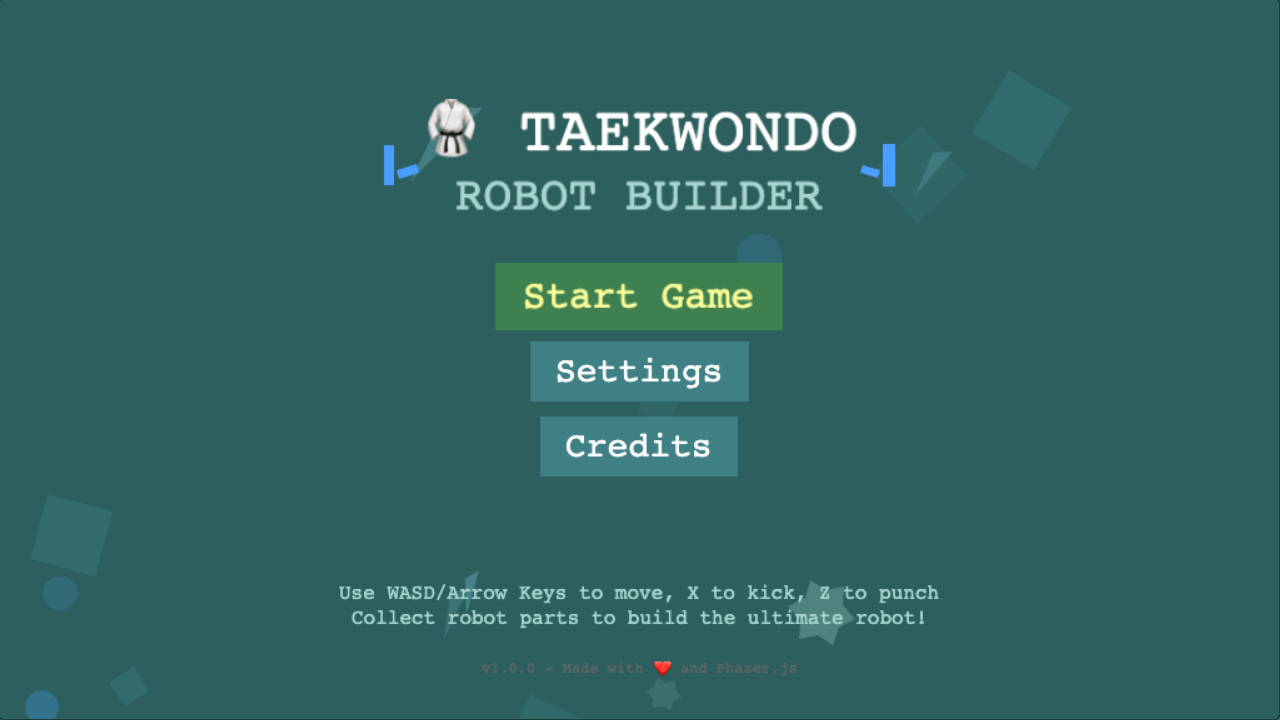 🥋 TAEKWONDO
ROBOT BUILDER
Start Game
Settings
Credits
Use WASD/Arrow Keys to move, X to kick, Z to punch
Collect robot parts to build the ultimate robot!
v1.0.0 - Made with ❤️ and Phaser.js